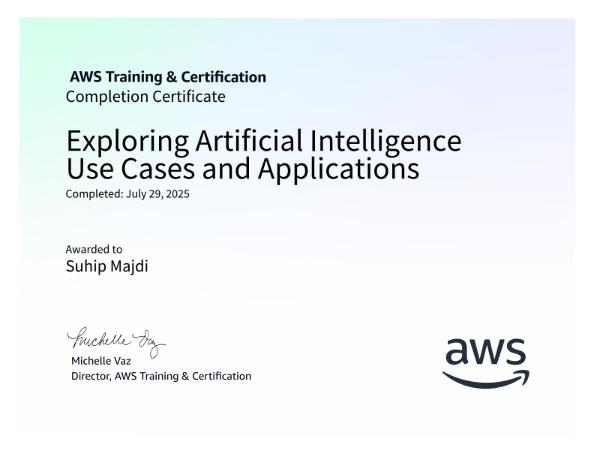 AWS Training & Certification
Completion Certificate
Exploring Artificial Intelligence
Use Cases and Applications
Completed: July 29, 2025
Awarded to
Suhip Majdi
Michelle Vaz
Michelle Vaz
Director, AWS Training & Certification
aws